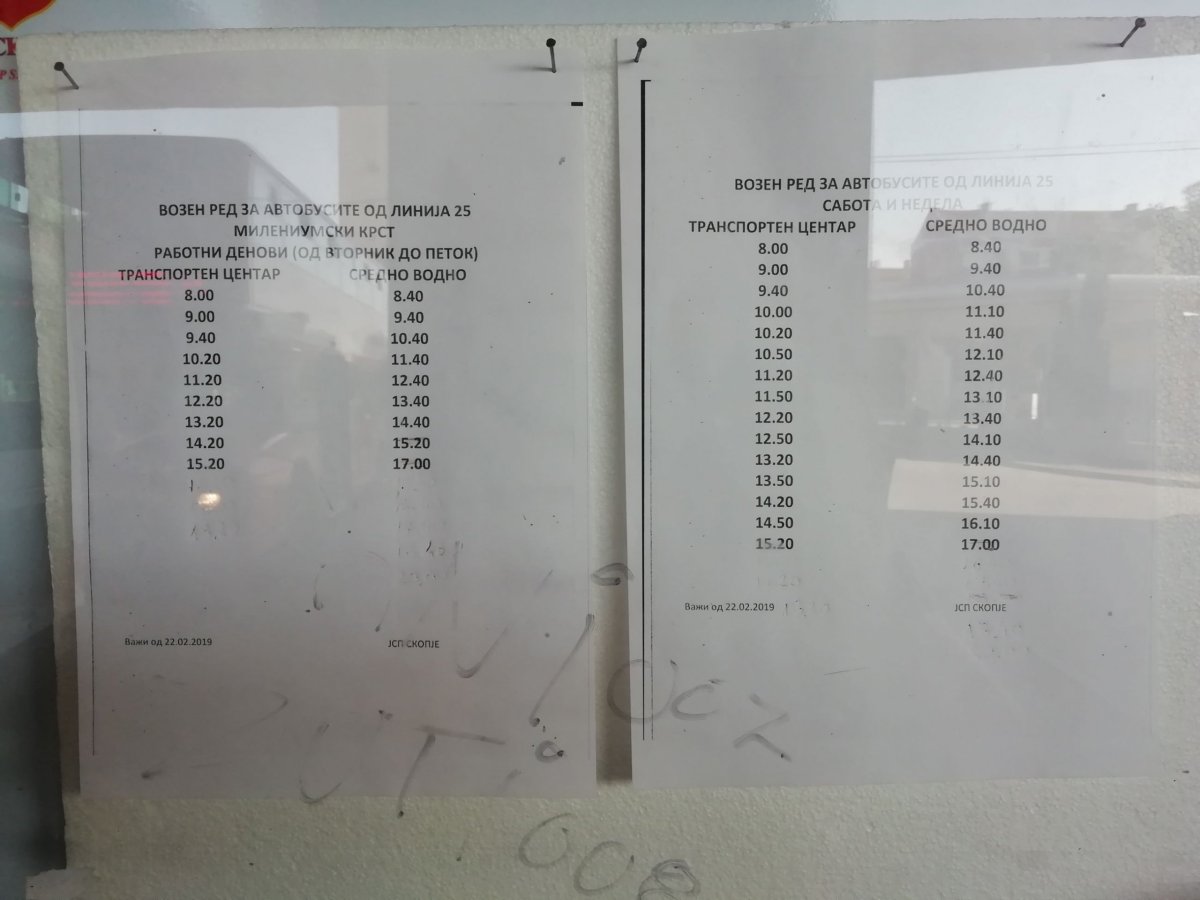 ВОЗЕН РЕД ЗА АВТОБУСИТЕ ОД ЛИНИЈА 25
МИЛЕНИУМСКИ КРСТ
РАБОТНИ ДЕНОВИ (ОД ВТОРНИК ДО ПЕТОК)
ТРАНСПОРТЕН ЦЕНТАР СРЕДНО ВОДНО
8.00 8.40
9.00 9.40
9.40 10.40
10.20 11.40
11.20 12.40
12.20 13.40
13.20 14.40
14.20 15.20
15.20 17.00
Важи од 22.02.2019 ЈСП СКОПЈЕ
ВОЗЕН РЕД ЗА АВТОБУСИТЕ ОД ЛИНИЈА 25
САБОТА И НЕДЕЛА
ТРАНСПОРТЕН ЦЕНТАР СРЕДНО ВОДНО
8.00 8.40
9.00 9.40
9.40 10.40
10.00 11.10
10.20 11.40
10.50 12.10
11.20 12.40
11.50 13.10
12.20 13.40
12.50 14.10
13.20 14.40
13.50 15.10
14.20 15.40
14.50 16.10
15.20 17.00
Важи од 22.02.2019 ЈСП СКОПЈЕ